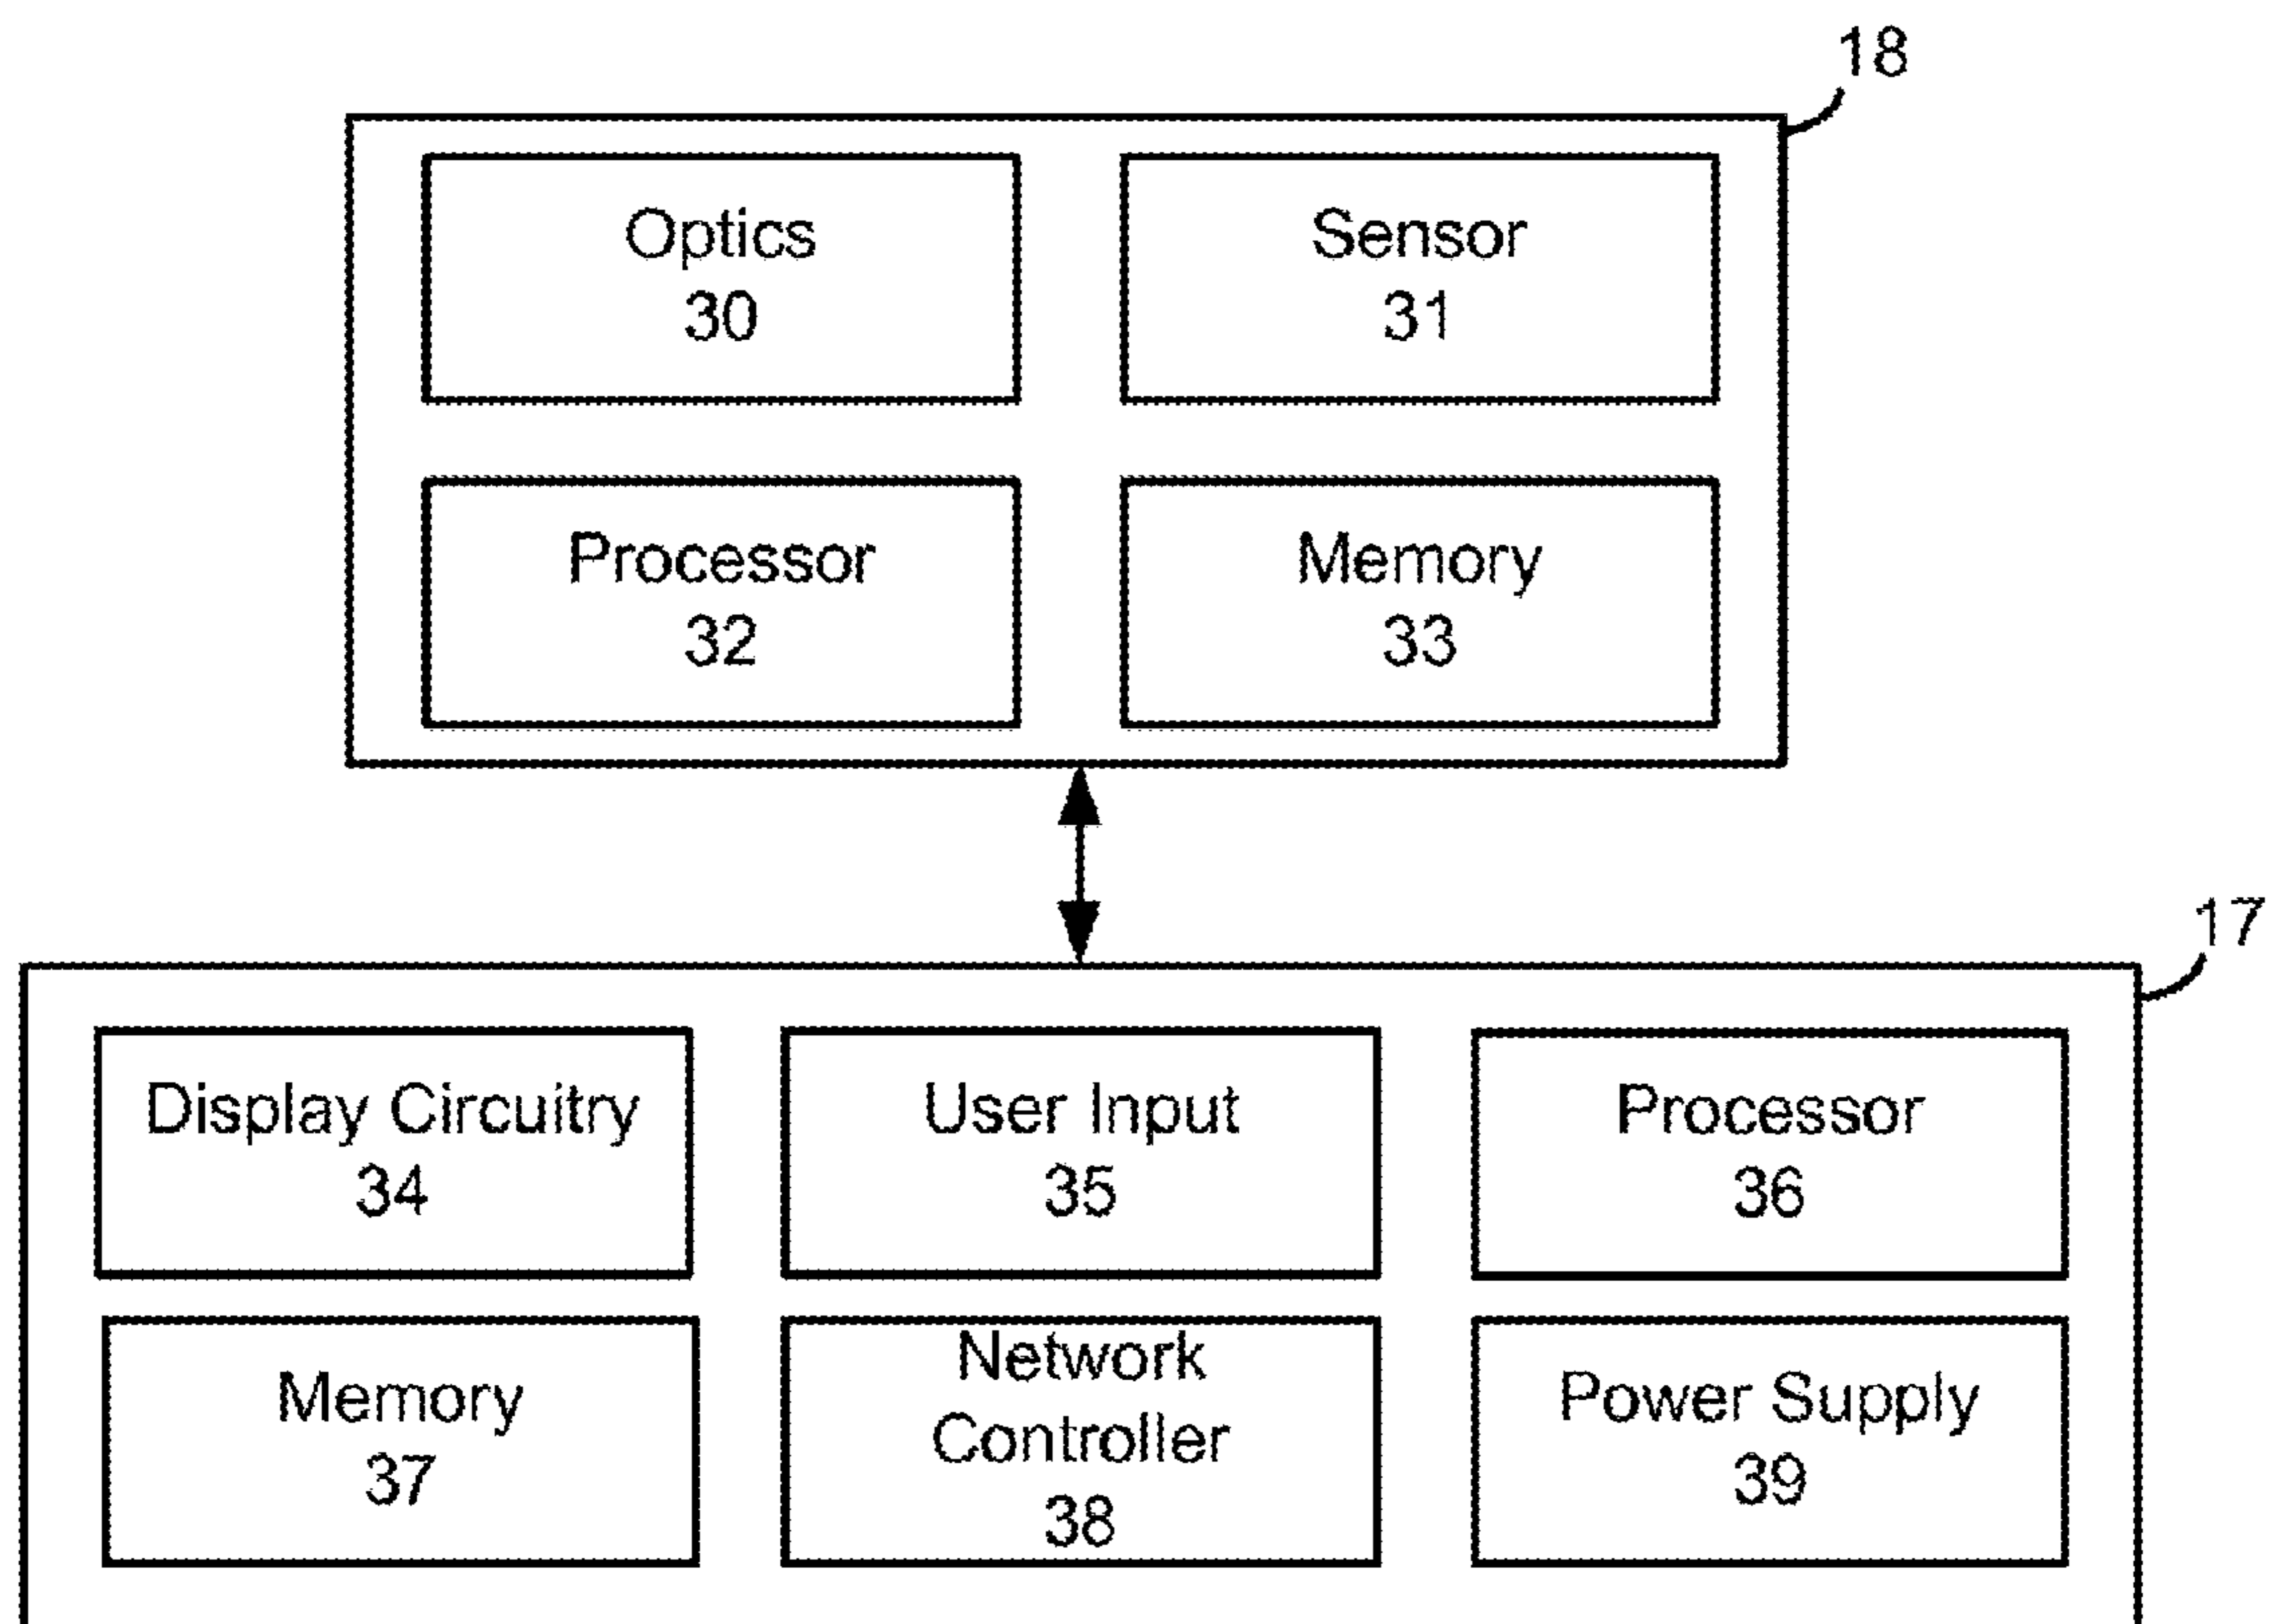 18
Optics
30
Sensor
31
Processor
32
Memory
33
17
Display Circuitry
34
User Input
35
Processor
36
Memory
37
Network
Controller
38
Power Supply
39